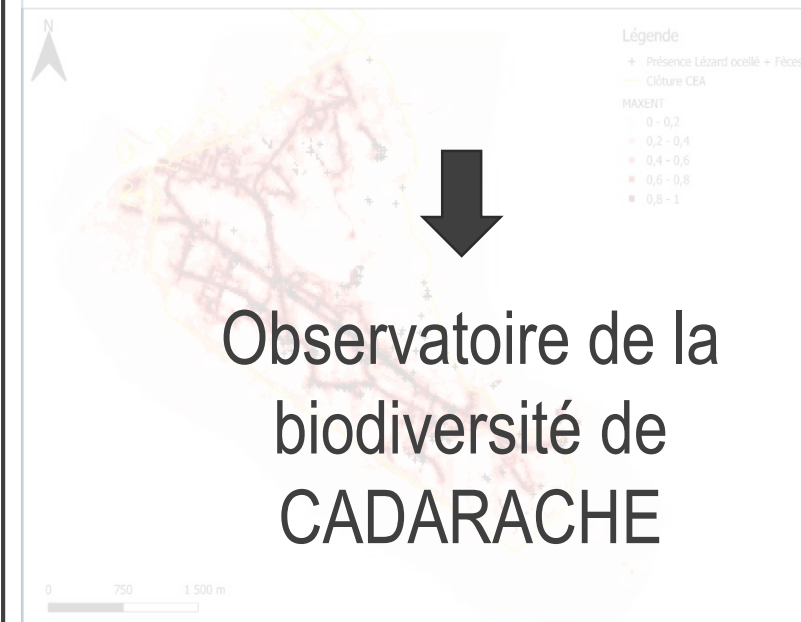 N
Légende
+ Présence Lézard ocellé + Fèces
Clôture CEA
MAXENT
0 - 0,2
0,2 - 0,4
0,4 - 0,6
0,6 - 0,8
0,8 - 1
Observatoire de la
biodiversité de
CADARACHE
0 750 1 500 m